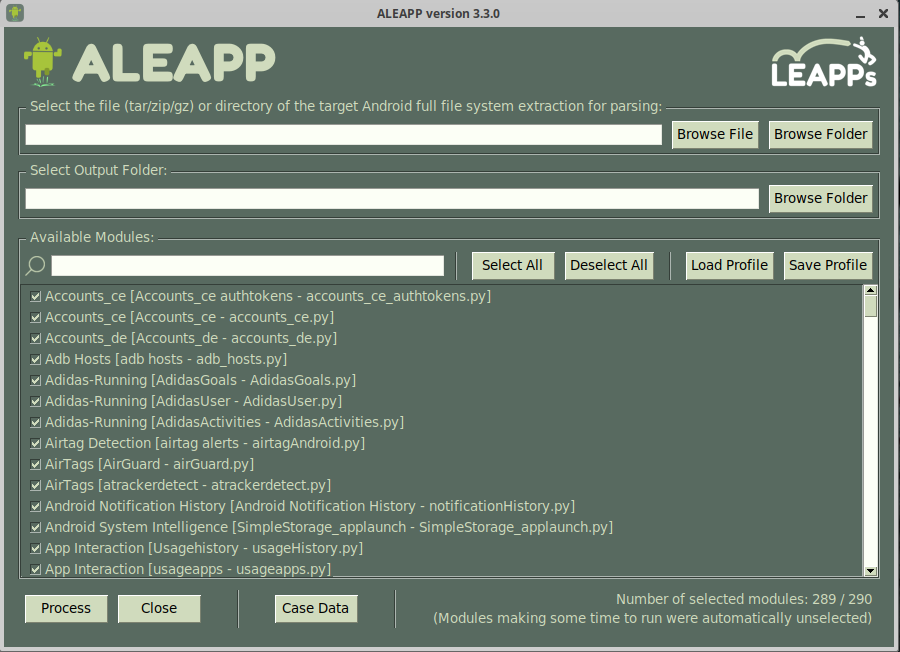 ALEAPP version 3.3.0
ALEAPP
LEAPPs
Select the file (tar/zip/gz) or directory of the target Android full file system extraction for parsing:
Browse File Browse Folder
Select Output Folder:
Browse Folder
Available Modules:
Select All Deselect All Load Profile Save Profile
Accounts_ce [Accounts_ce authtokens - accounts_ce_authtokens.py]
Accounts_ce [Accounts_ce - accounts_ce.py]
Accounts_de [Accounts_de - accounts_de.py]
Adb Hosts [adb hosts - adb_hosts.py]
Adidas-Running [AdidasGoals - AdidasGoals.py]
Adidas-Running [AdidasUser - AdidasUser.py]
Adidas-Running [AdidasActivities - AdidasActivities.py]
Airtag Detection [airtag alerts - airtagAndroid.py]
AirTags [AirGuard - airGuard.py]
AirTags [atrackerdetect - atrackerdetect.py]
Android Notification History [Android Notification History - notificationHistory.py]
Android System Intelligence [SimpleStorage_applaunch - SimpleStorage_applaunch.py]
App Interaction [Usagehistory - usageHistory.py]
App Interaction [usageapps - usageapps.py]
Process Close Case Data
Number of selected modules: 289 / 290
(Modules making some time to run were automatically unselected)